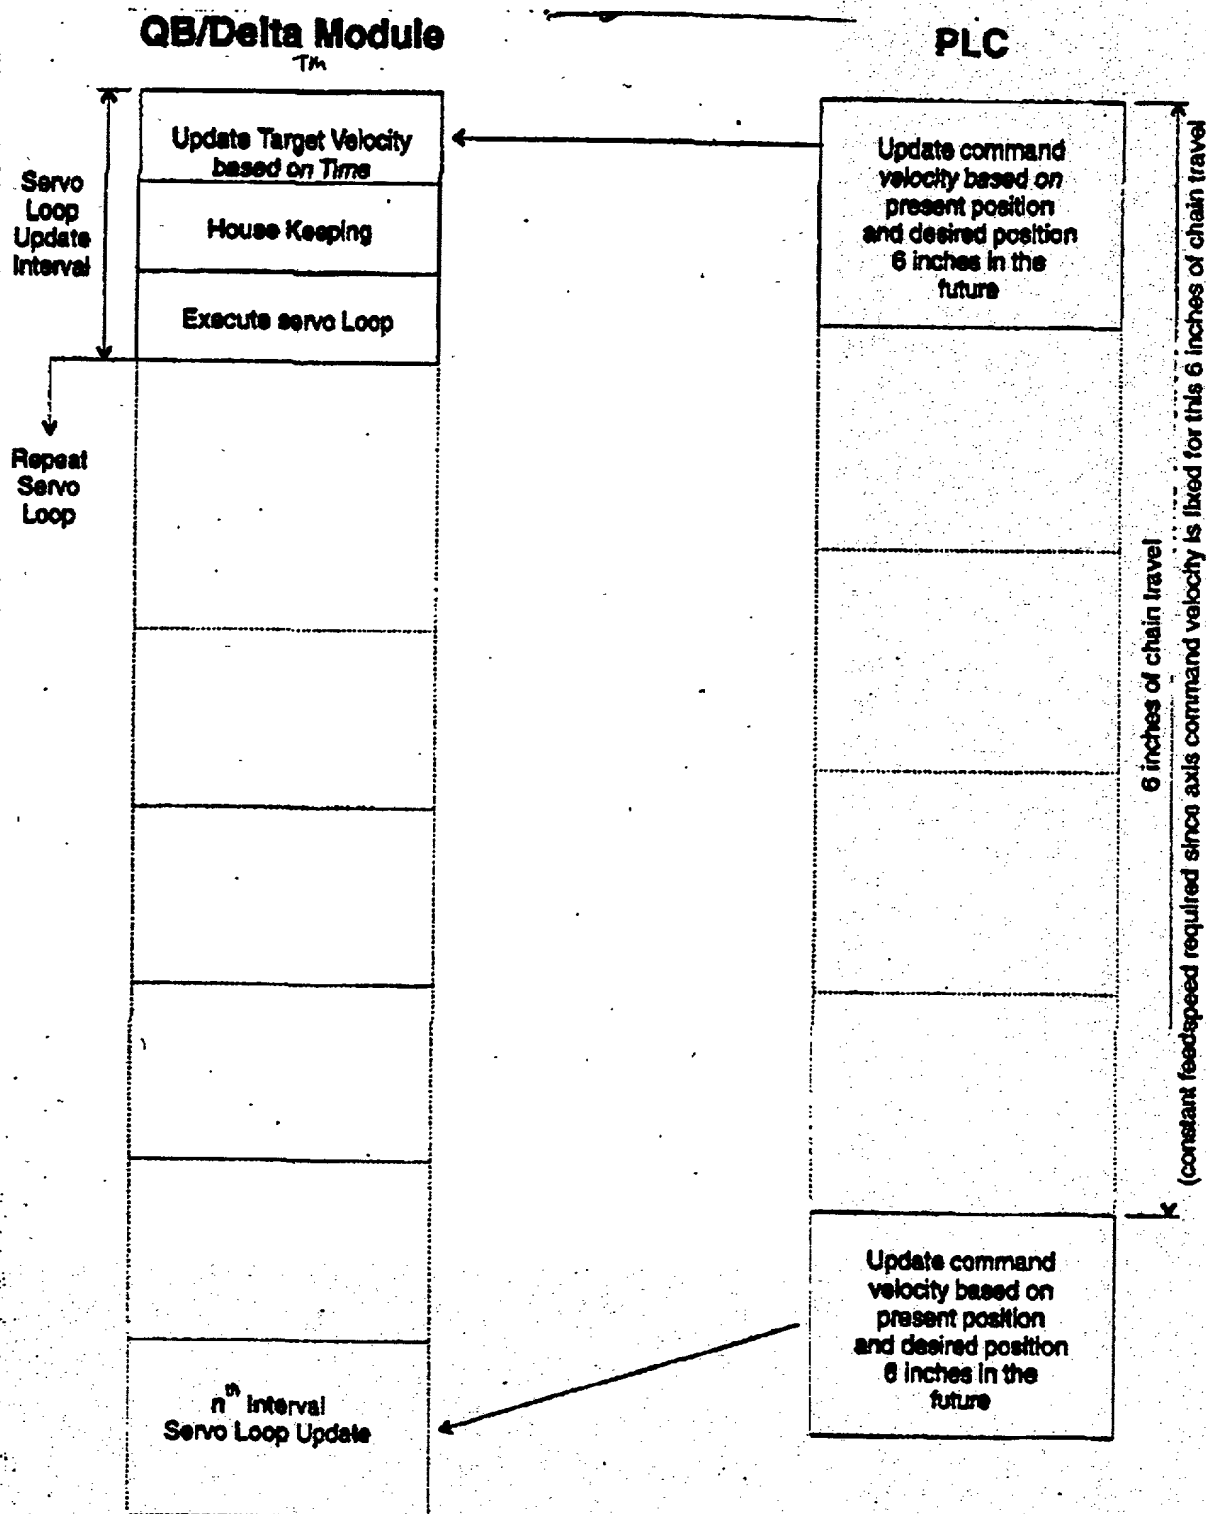 QB/Delta Module
Tm
PLC
Servo
Loop
Update
Interval
Update Target Velocity
based on Time
House Keeping
Execute servo Loop
Repeat
Servo
Loop
n^th Interval
Servo Loop Update
Update command
velocity based on
present position
and desired position
6 inches in the
future
Update command
velocity based on
present position
and desired position
6 inches in the
future
6 inches of chain travel
(constant feedspeed required since axis command velocity is fixed for this 6 inches of chain travel